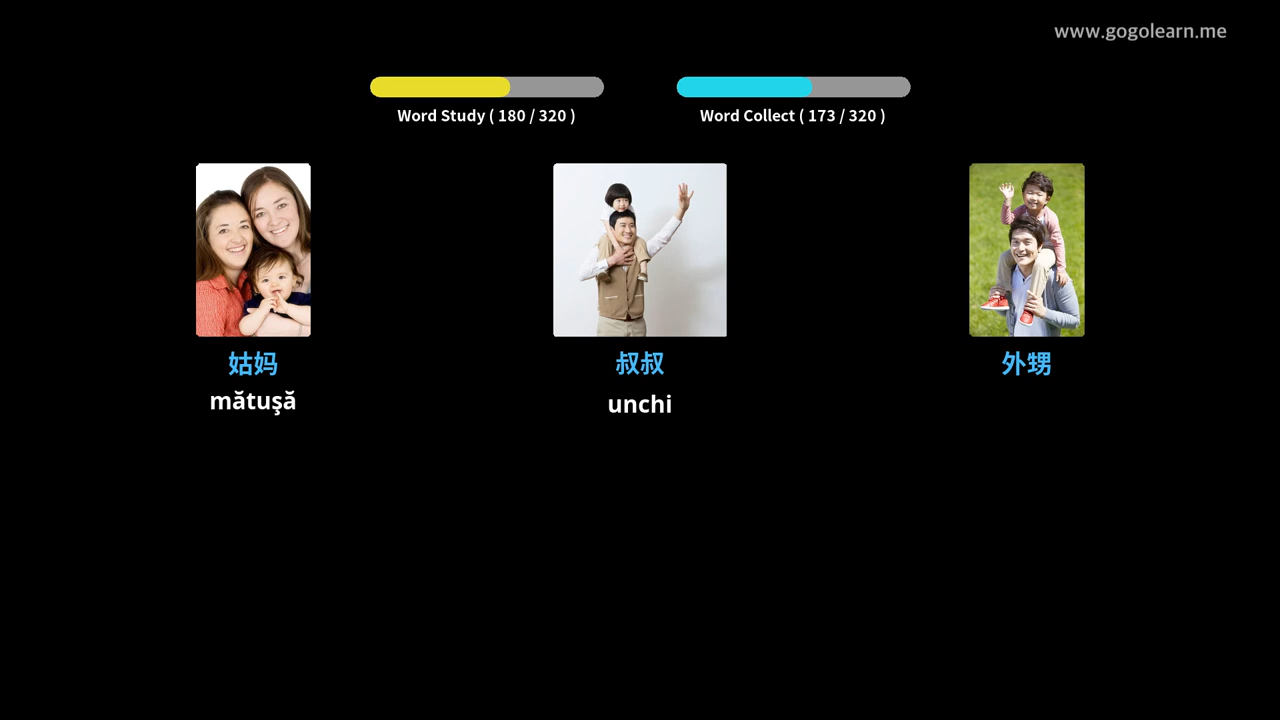 www.gogolearn.me
Word Study ( 180 / 320 )
Word Collect ( 173 / 320 )
姑妈
叔叔
外甥
mătuşă
unchi